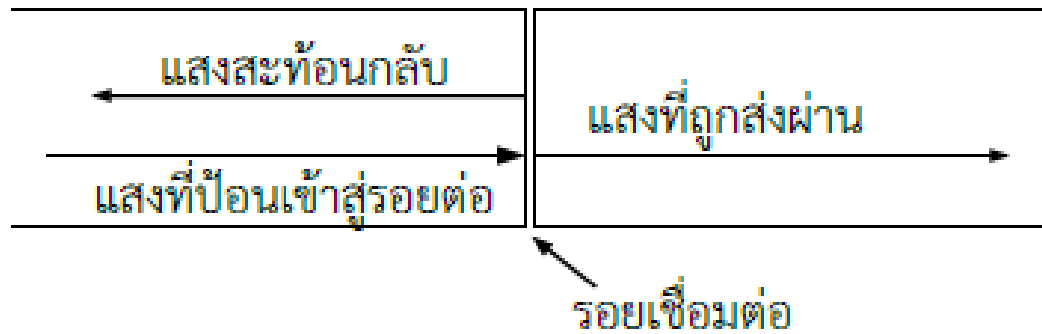 แสงสะท้อนกลับ
แสงที่ถูกส่งผ่าน
แสงที่ป้อนเข้าสู่รอยต่อ
รอยเชื่อมต่อ